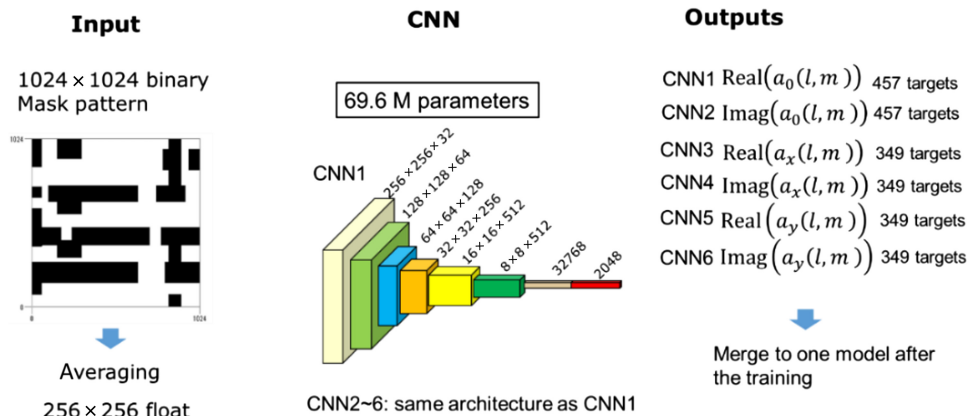 Input
1024 × 1024 binary
Mask pattern
1024
0
0
1024
Averaging
256 × 256 float
CNN
69.6 M parameters
CNN1
256×256×32
128×128×64
64×64×128
32×32×256
16×16×512
8×8×512
32768
2048
CNN2~6: same architecture as CNN1
Outputs
CNN1 Real(a₀(l, m)) 457 targets
CNN2 Imag(a₀(l, m)) 457 targets
CNN3 Real(aₓ(l, m)) 349 targets
CNN4 Imag(aₓ(l, m)) 349 targets
CNN5 Real (a_y(l, m)) 349 targets
CNN6 Imag (a_y(l, m)) 349 targets
Merge to one model after
the training